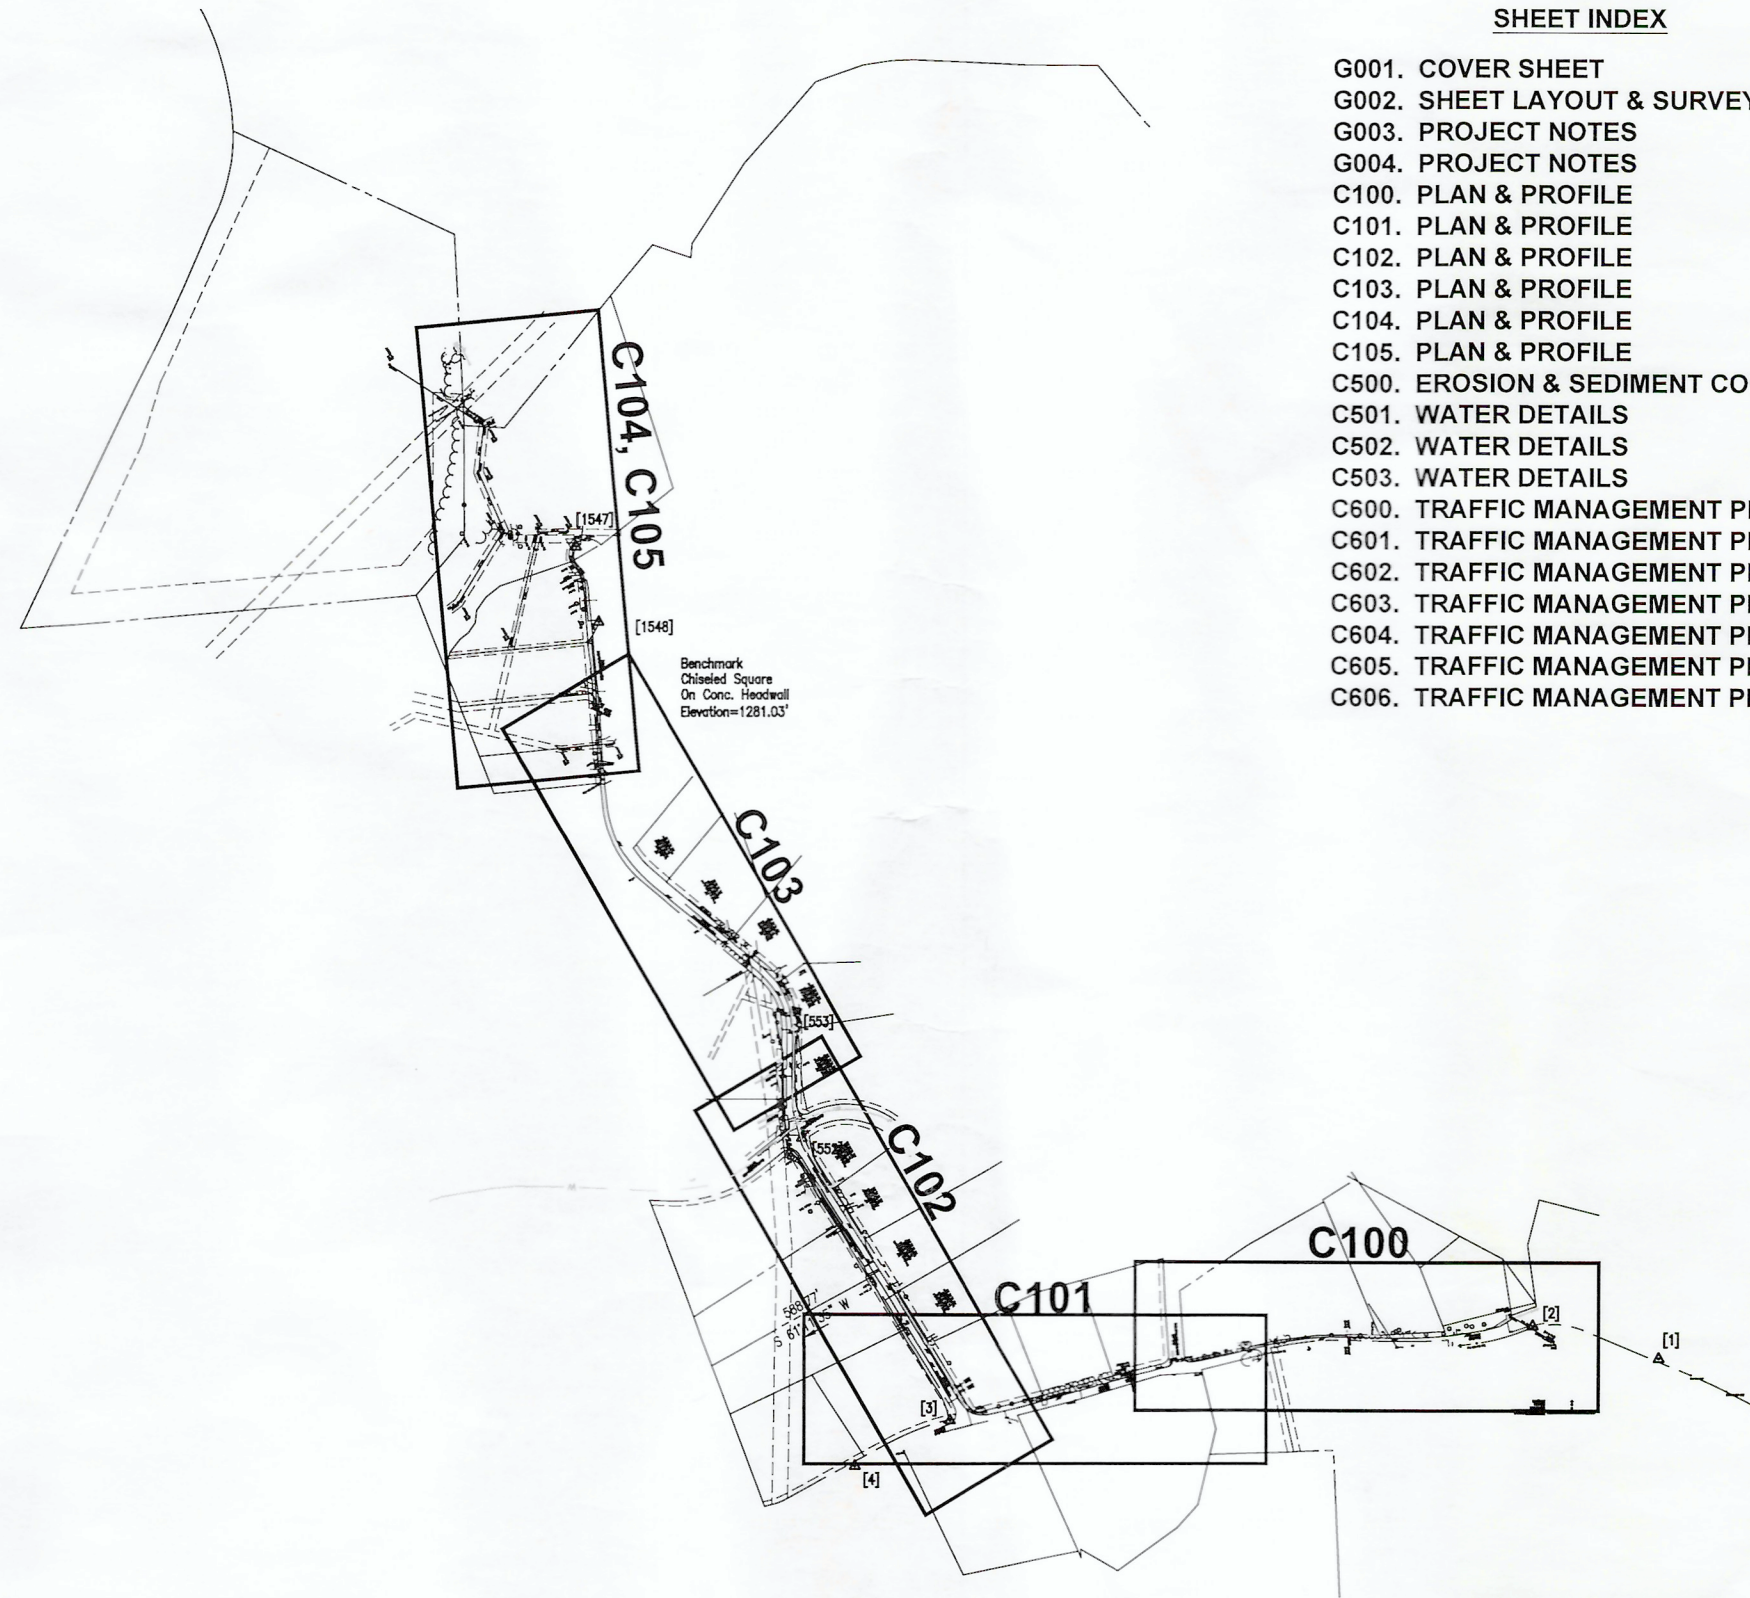 SHEET INDEX
G001. COVER SHEET
G002. SHEET LAYOUT & SURVEY
G003. PROJECT NOTES
G004. PROJECT NOTES
C100. PLAN & PROFILE
C101. PLAN & PROFILE
C102. PLAN & PROFILE
C103. PLAN & PROFILE
C104. PLAN & PROFILE
C105. PLAN & PROFILE
C500. EROSION & SEDIMENT CO
C501. WATER DETAILS
C502. WATER DETAILS
C503. WATER DETAILS
C600. TRAFFIC MANAGEMENT
C601. TRAFFIC MANAGEMENT
C602. TRAFFIC MANAGEMENT
C603. TRAFFIC MANAGEMENT
C604. TRAFFIC MANAGEMENT
C605. TRAFFIC MANAGEMENT
C606. TRAFFIC MANAGEMENT
C104, C105
[1547]
[1548]
Benchmark
Chiseled Square
On Conc. Headwall
Elevation=1281.03'
C103
[553]
C102
C100
C101
[2]
[1]
[3]
[4]